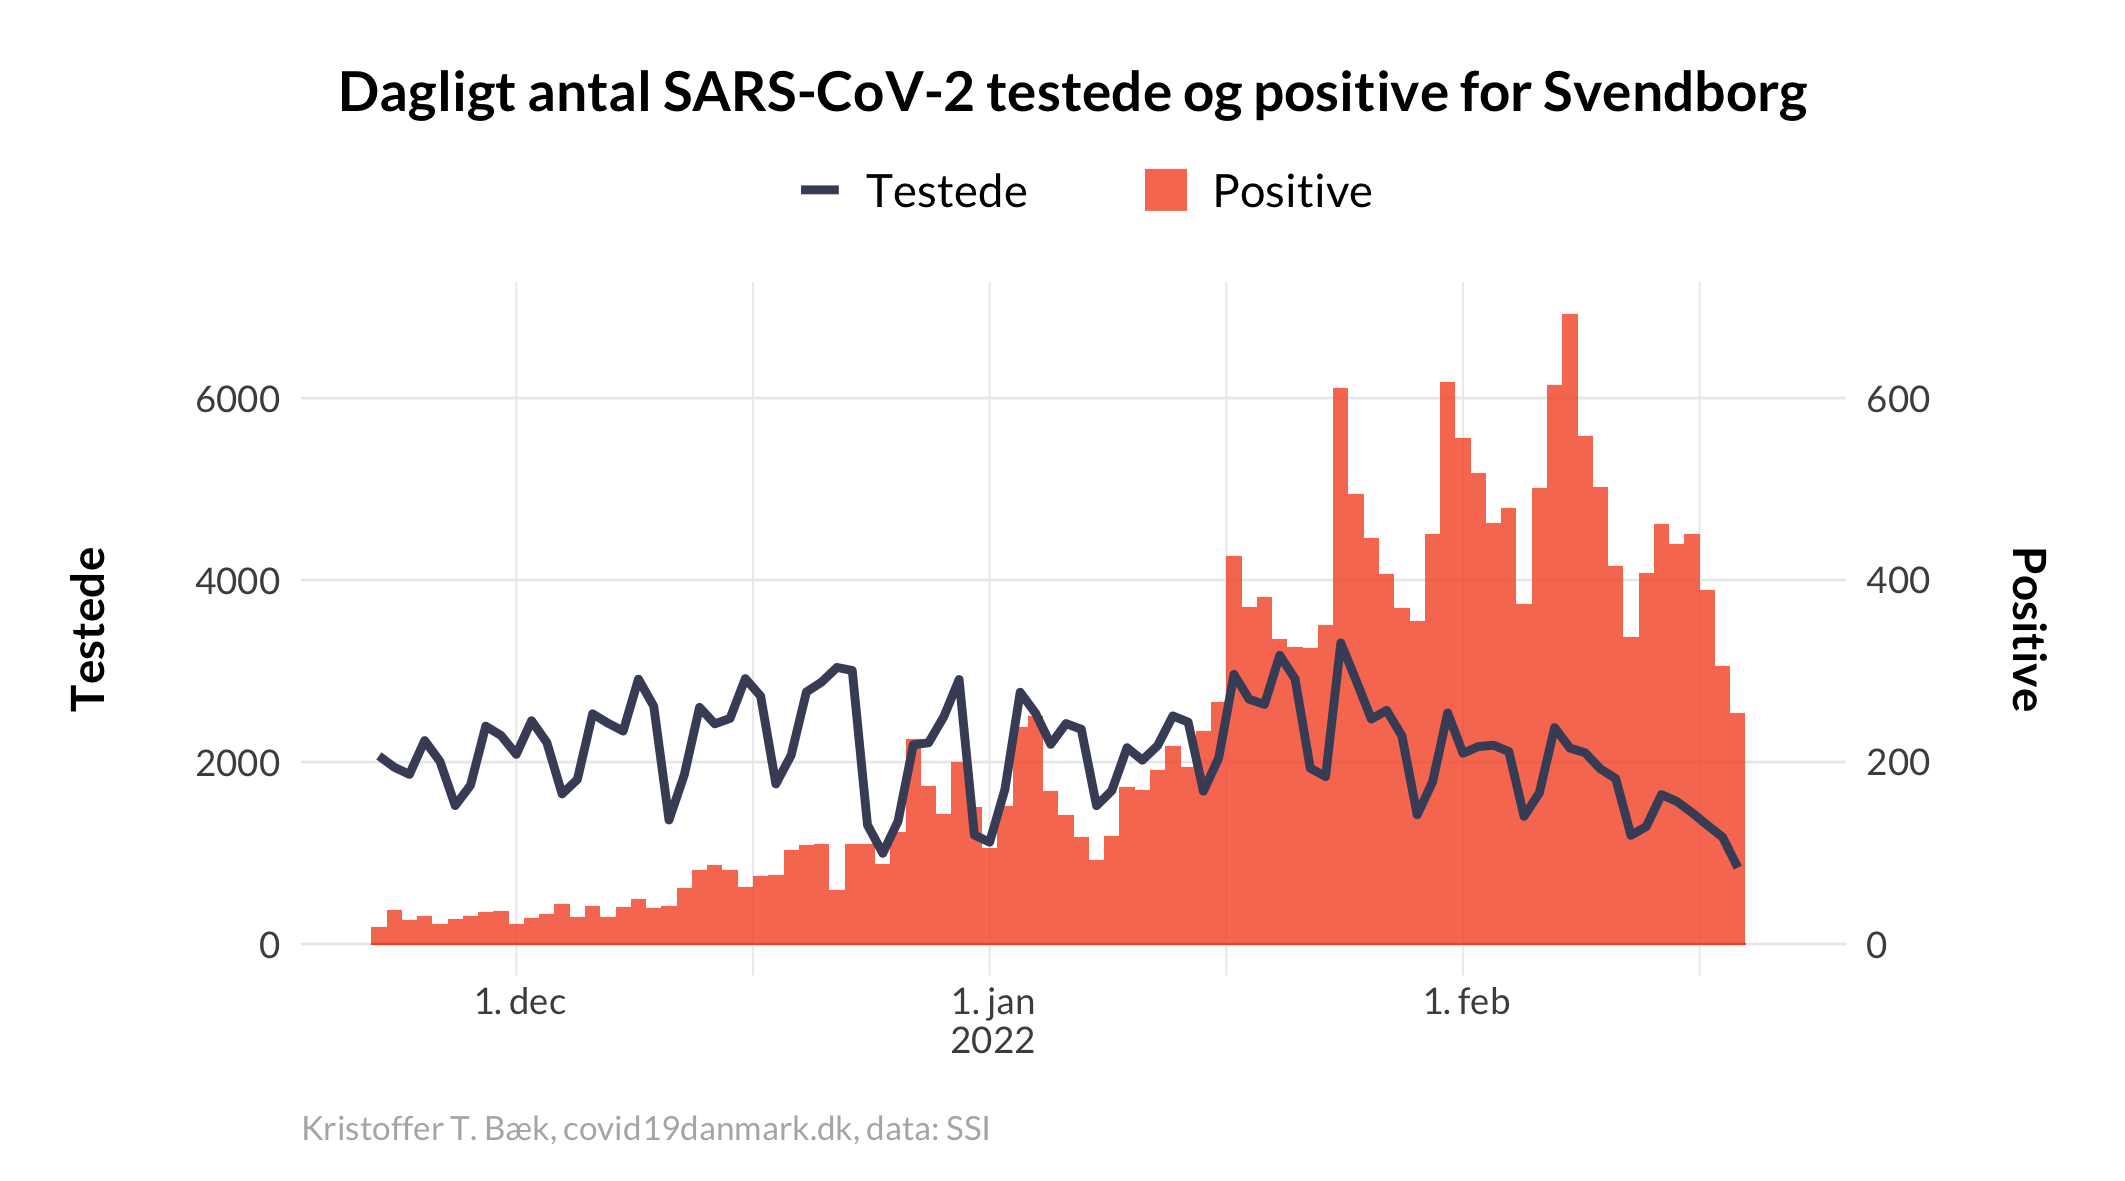 Dagligt antal SARS-CoV-2 testede og positive for Svendborg
Testede Positive
Testede
6000
4000
2000
0
600
400
200
0
Positive
1. dec
1. jan
2022
1. feb
Kristoffer T. Bæk, covid19danmark.dk, data: SSI